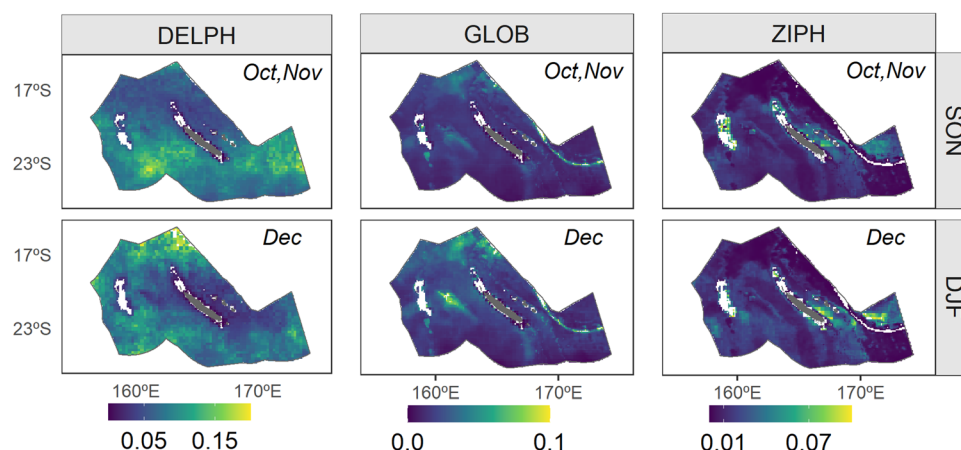 DELPH GLOB ZIPH
Oct,Nov Oct,Nov Oct,Nov
17ºS
23ºS
SON
Dec Dec Dec
17ºS
23ºS
DJF
160ºE 170ºE 160ºE 170ºE 160ºE 170ºE
0.05 0.15 0.0 0.1 0.01 0.07